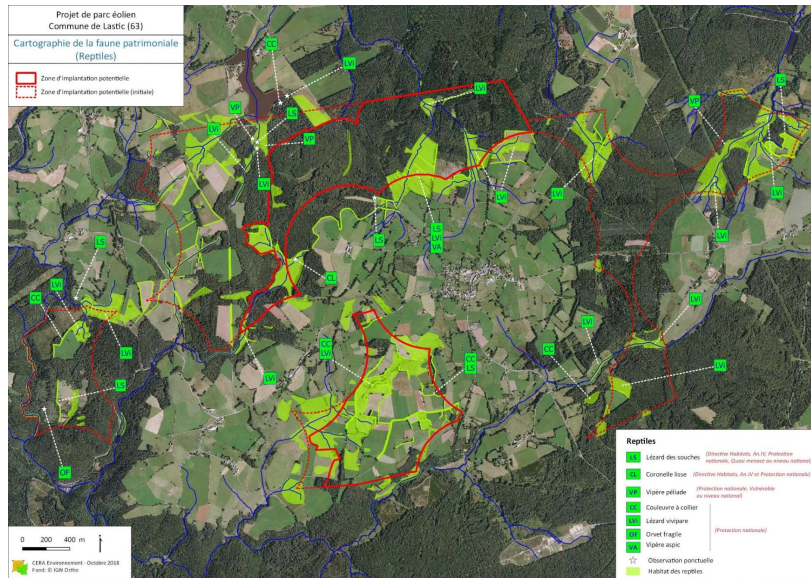 Projet de parc éolien
Commune de Lastic (63)
Cartographie de la faune patrimoniale
(Reptiles)
Zone d'implantation potentielle
Zone d'implantation potentielle (initiale)
CC
LVi
LS
VP
LS
VP
LVi
LVi
LVi
LVi
LVi
VP
LS
LVi
LVi
LS
LS
LVi
VA
CL
LS
CC
LVi
LS
OF
LVi
CC
LVi
CC
LS
CC
LVi
LVi
LVi
Reptiles
LS Lézard des souches (Directive Habitats, An.IV, Protection
nationale, Quasi menacé au niveau national)
CL Coronelle lisse (Directive Habitats, An.IV et Protection nationale)
VP Vipère péliade (Protection nationale, Vulnérable
au niveau national)
CC Couleuvre à collier
LVi Lézard vivipare (Protection nationale)
OF Orvet fragile
VA Vipère aspic
Observation ponctuelle
Habitat des reptiles
0 200 400 m
CERA Environnement - Octobre 2018
Fond: © IGN Ortho